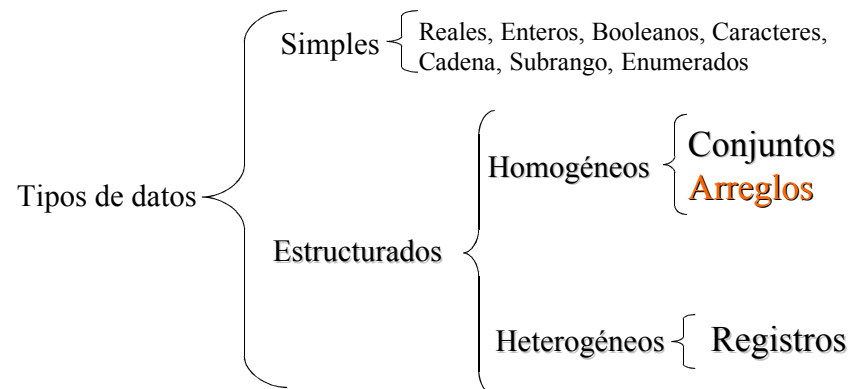 Tipos de datos
Simples
Reales, Enteros, Booleanos, Caracteres,
Cadena, Subrango, Enumerados
Estructurados
Homogéneos
Conjuntos
Arreglos
Heterogéneos
Registros